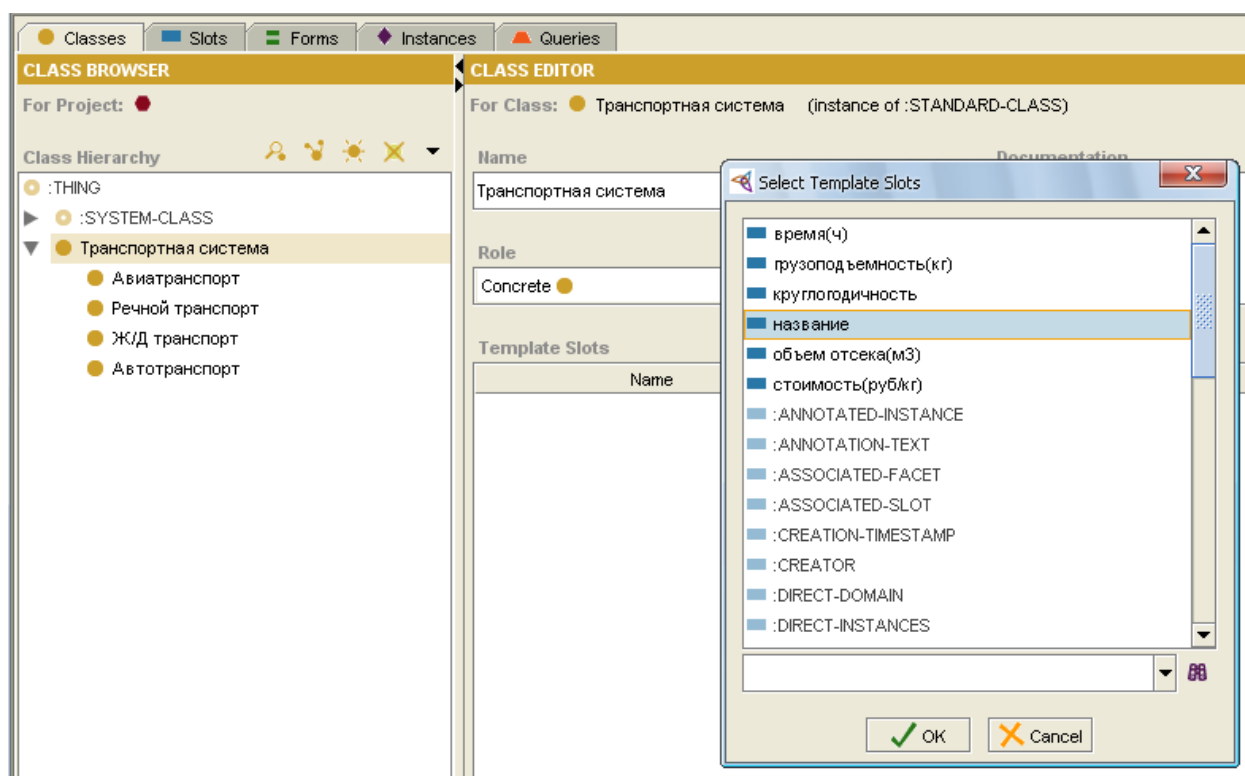 Classes Slots Forms Instances Queries
CLASS BROWSER
For Project:
Class Hierarchy
:THING
:SYSTEM-CLASS
Транспортная система
Авиатранспорт
Речной транспорт
Ж/Д транспорт
Автотранспорт
CLASS EDITOR
For Class: Транспортная система (instance of :STANDARD-CLASS)
Name
Documentation
Транспортная система
Role
Concrete
Template Slots
Name
Select Template Slots
время(ч)
грузоподъемность(кг)
круглогодичность
название
объем отсека(м3)
стоимость(руб/кг)
:ANNOTATED-INSTANCE
:ANNOTATION-TEXT
:ASSOCIATED-FACET
:ASSOCIATED-SLOT
:CREATION-TIMESTAMP
:CREATOR
:DIRECT-DOMAIN
:DIRECT-INSTANCES
OK Cancel